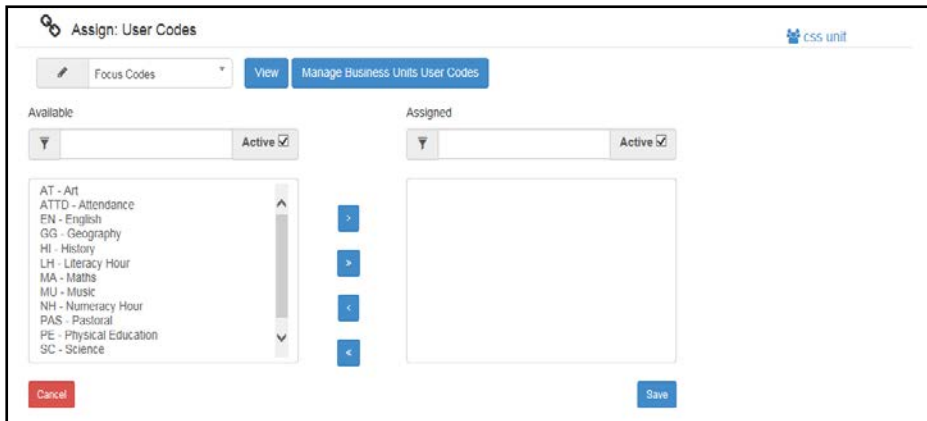 Assign: User Codes
css unit
Focus Codes
View
Manage Business Units User Codes
Available
Assigned
Active
Active
AT - Art
ATTD - Attendance
EN - English
GG - Geography
HI - History
LH - Literacy Hour
MA - Maths
MU - Music
NH - Numeracy Hour
PAS - Pastoral
PE - Physical Education
SC - Science
>
»
<
«
Cancel
Save